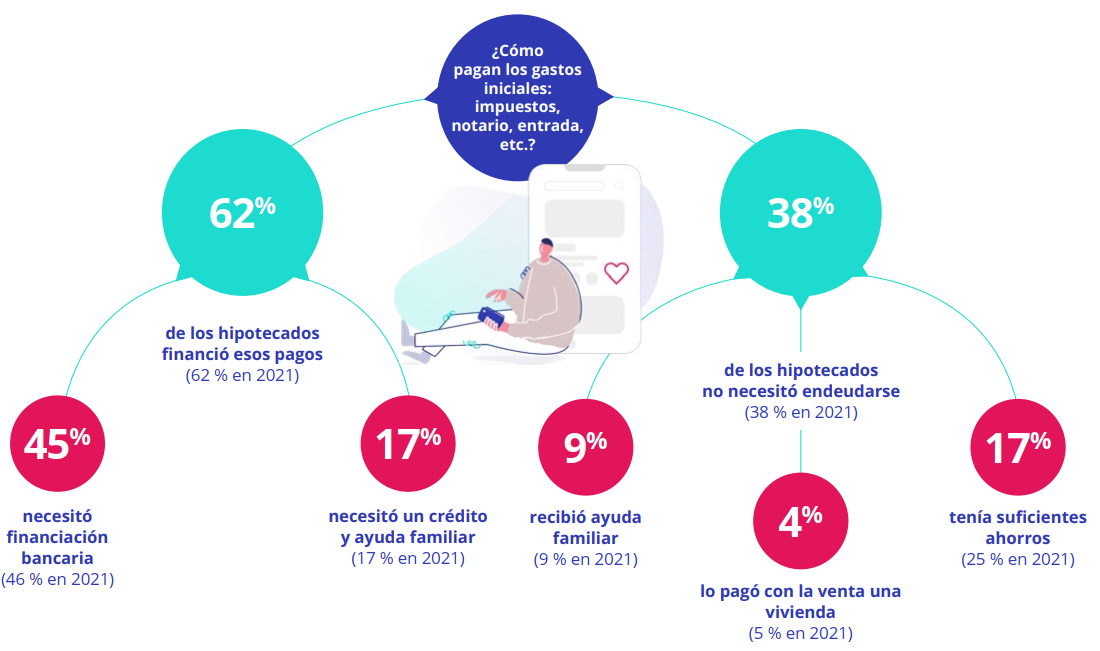 ¿Cómo
pagan los gastos
iniciales:
impuestos,
notario, entrada,
etc.?
62%
de los hipotecados
financió esos pagos
(62 % en 2021)
45%
necesitó
financiación
bancaria
(46 % en 2021)
17%
necesitó un crédito
y ayuda familiar
(17 % en 2021)
38%
de los hipotecados
no necesitó endeudarse
(38 % en 2021)
9%
recibió ayuda
familiar
(9 % en 2021)
4%
lo pagó con la venta una
vivienda
(5 % en 2021)
17%
tenía suficientes
ahorros
(25 % en 2021)